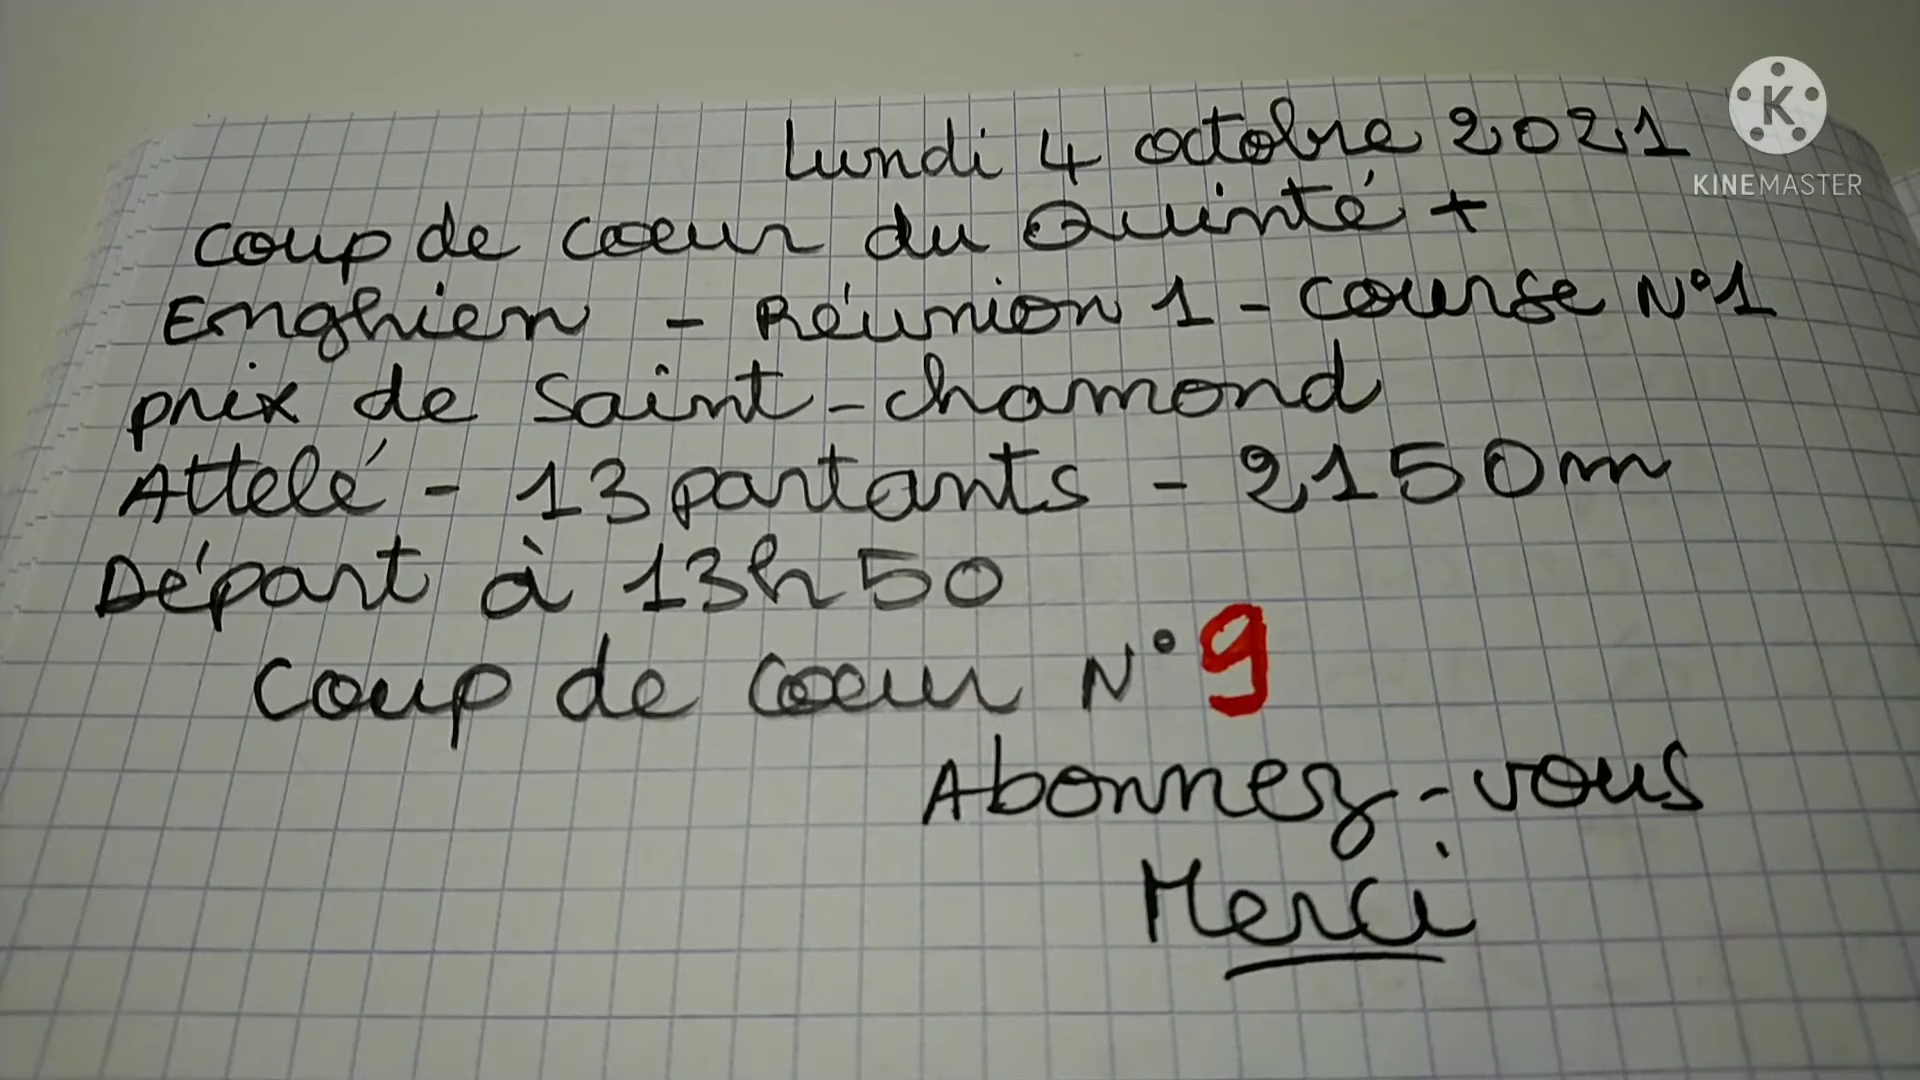 Lundi 4 octobre 2021
KINEMASTER
Coup de coeur du Quinté +
Enghien - Réunion 1 - Course N°1
prix de Saint-chamond
Attelé - 13 partants - 2150m
Départ à 13h50
Coup de coeur N°9
Abonnez-vous
Merci